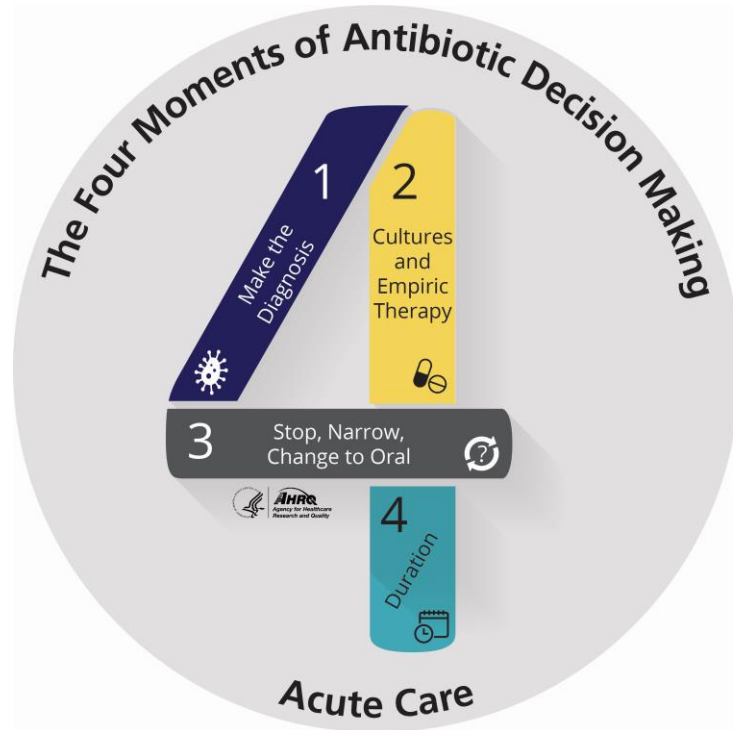 The Four Moments of Antibiotic Decision Making
1
Make the
Diagnosis
2
Cultures
and
Empiric
Therapy
3
Stop, Narrow,
Change to Oral
?
AHRQ
Agency for Healthcare
Research and Quality
4
Duration
Acute Care